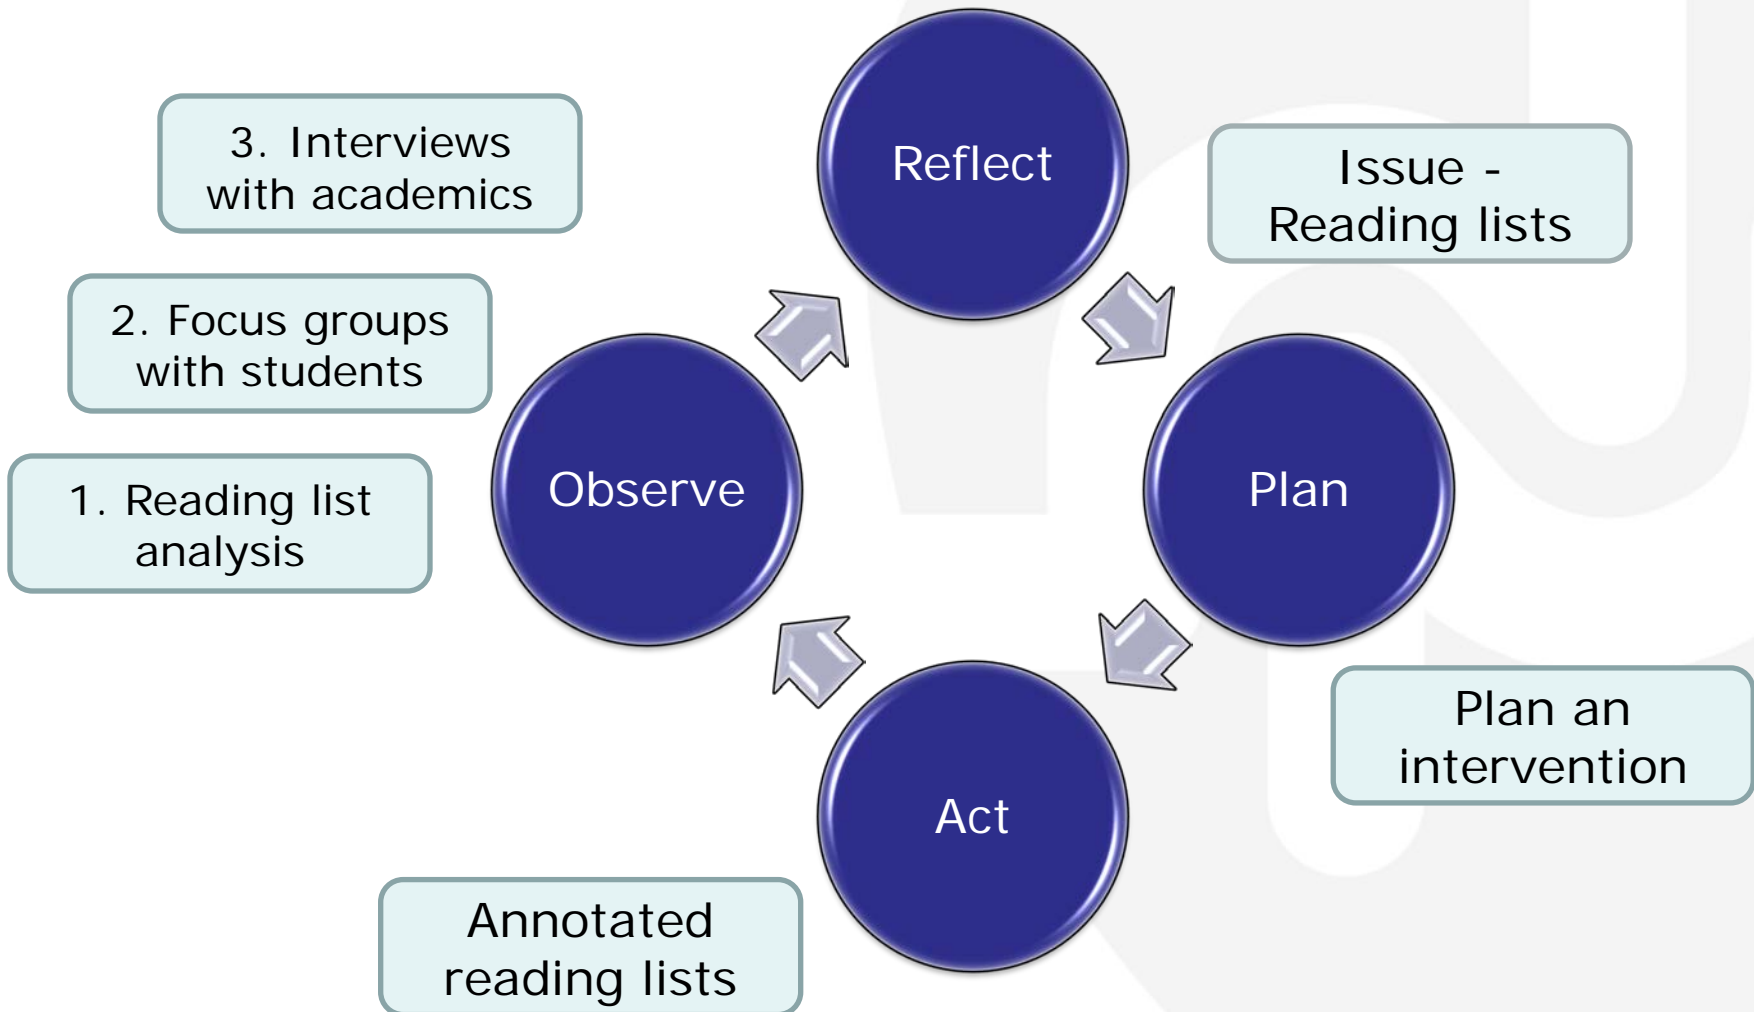 Reflect
Issue -
Reading lists
3. Interviews
with academics
2. Focus groups
with students
1. Reading list
analysis
Observe
Plan
Plan an
intervention
Act
Annotated
reading lists